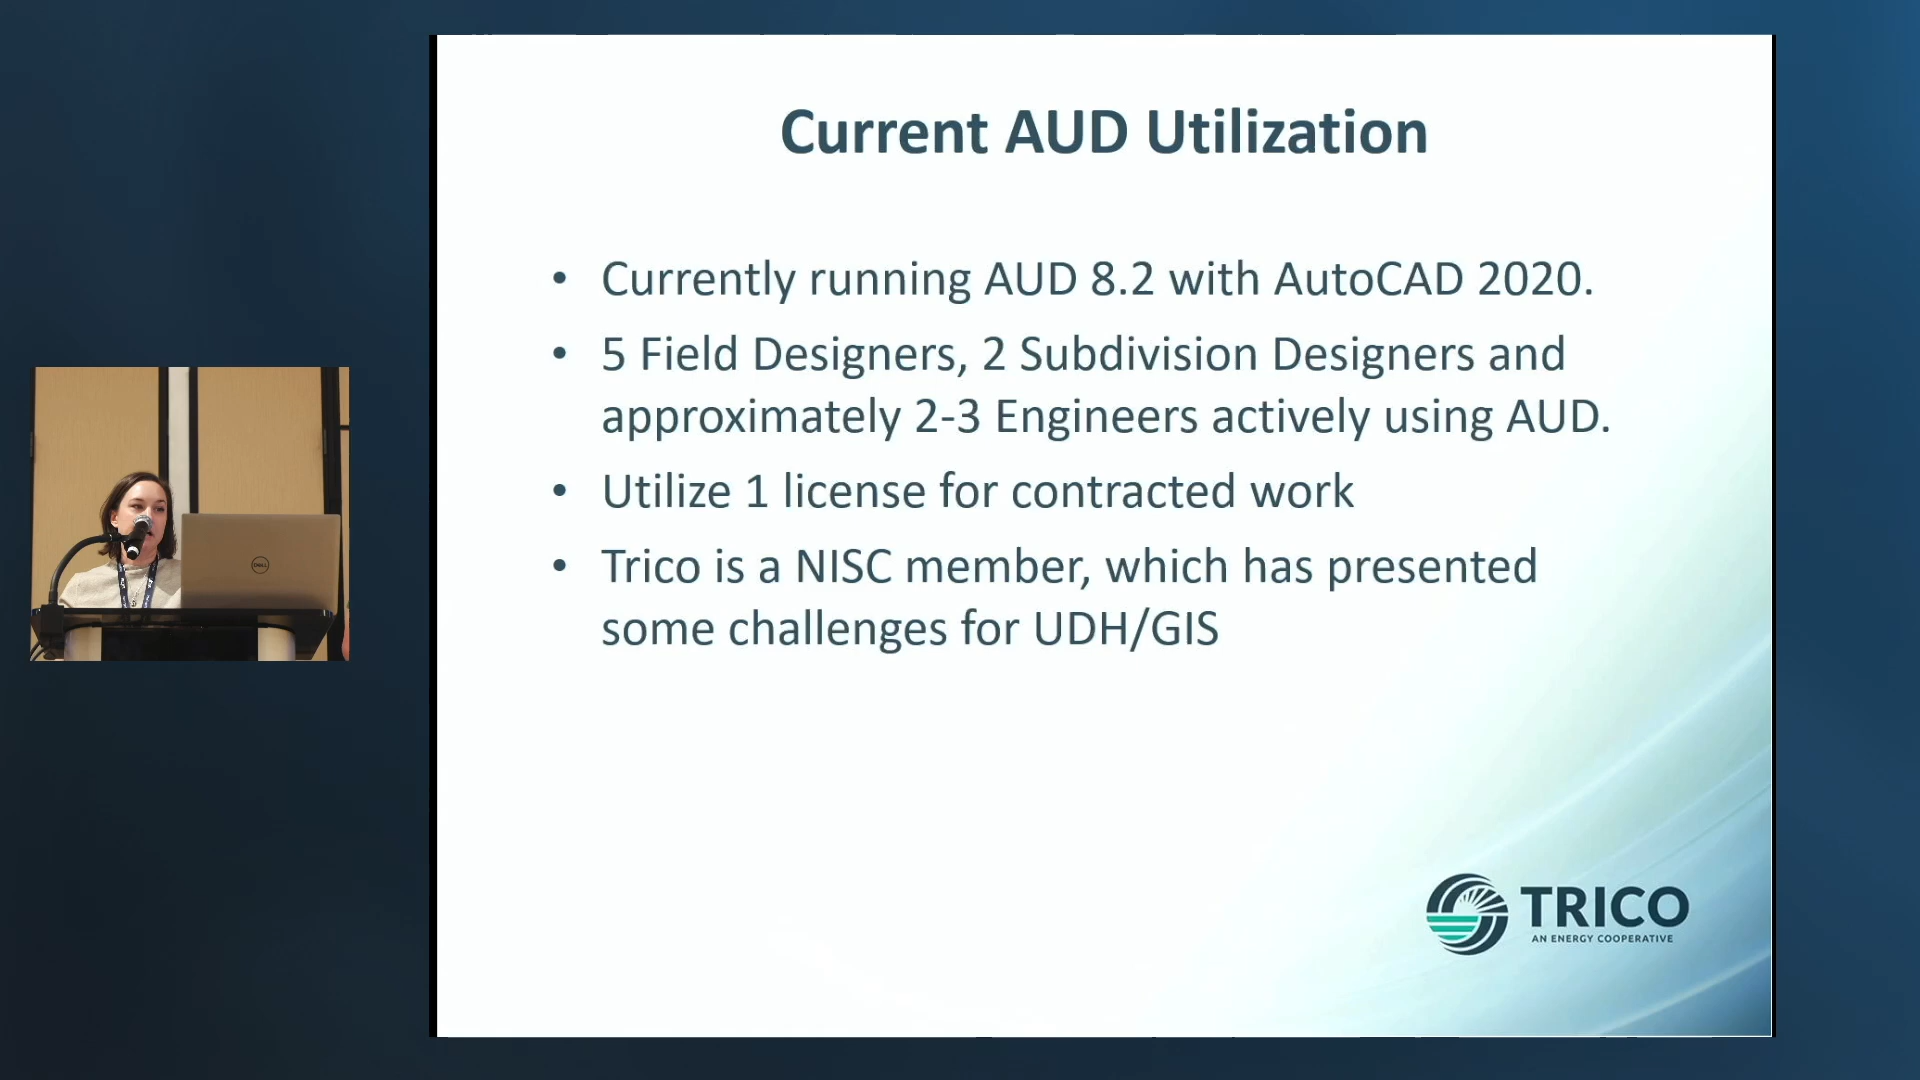 Current AUD Utilization
• Currently running AUD 8.2 with AutoCAD 2020.
• 5 Field Designers, 2 Subdivision Designers and
approximately 2-3 Engineers actively using AUD.
• Utilize 1 license for contracted work
• Trico is a NISC member, which has presented
some challenges for UDH/GIS
TRICO
AN ENERGY COOPERATIVE
DELL